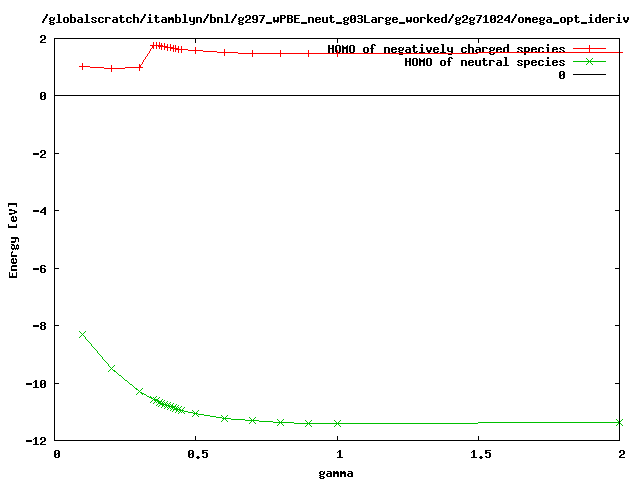 /globalscratch/itamblyn/bnl/g297_wPBE_neut_g03Large_worked/g2g71024/omega_opt_ideriv
HOMO of negatively charged species
HOMO of neutral species
0
Energy [eV]
2
0
-2
-4
-6
-8
-10
-12
0 0.5 1 1.5 2
gamma